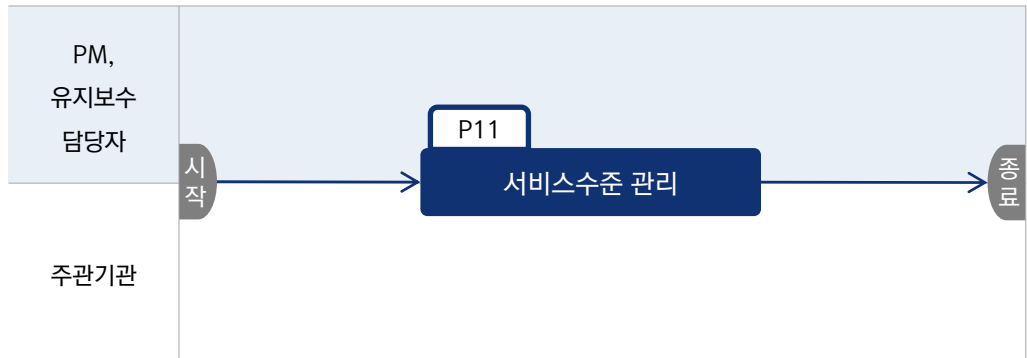 PM,
유지보수
담당자
P11
시
작
서비스수준 관리
종
료
주관기관